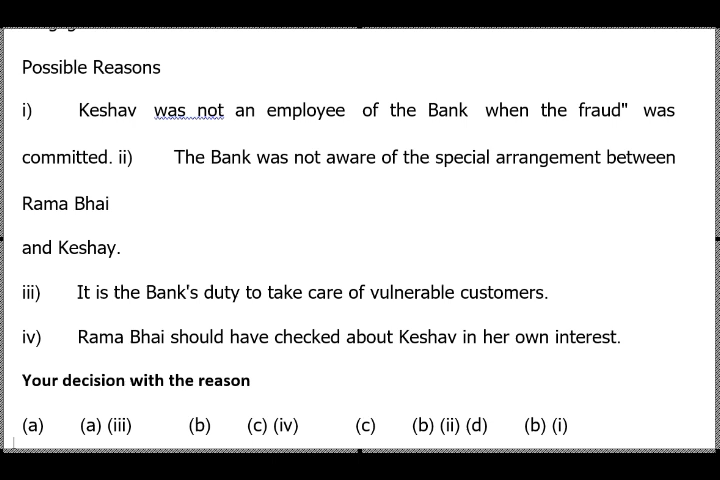 Possible Reasons
i) Keshav was not an employee of the Bank when the fraud" was
committed. ii) The Bank was not aware of the special arrangement between
Rama Bhai
and Keshay.
iii) It is the Bank's duty to take care of vulnerable customers.
iv) Rama Bhai should have checked about Keshav in her own interest.
Your decision with the reason
(a) (a) (iii) (b) (c) (iv) (c) (b) (ii) (d) (b) (i)